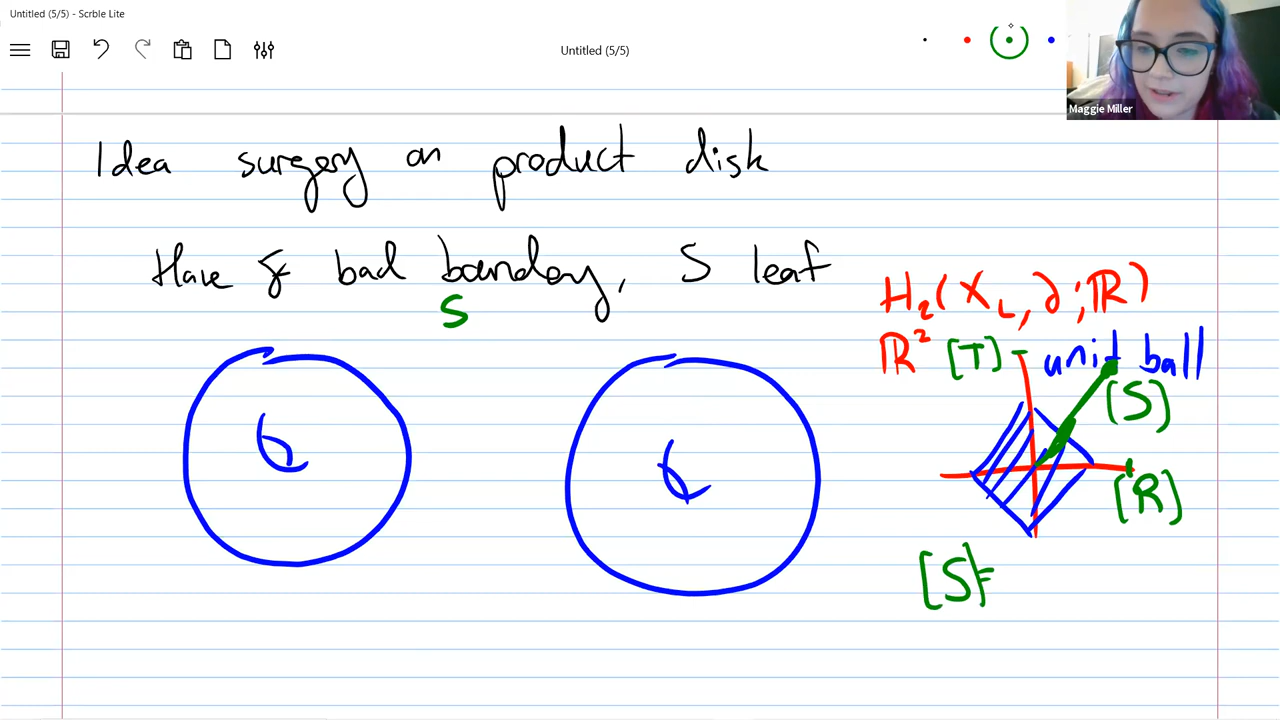 Untitled (5/5) - Scrble Lite
Untitled (5/5)
Maggie Miller
Idea surgery on product disk
Have F bad boundary, S leaf
S
H₂(X_L, ∂; ℝ)
ℝ² [T] unit ball
[S]
[R]
[S]=